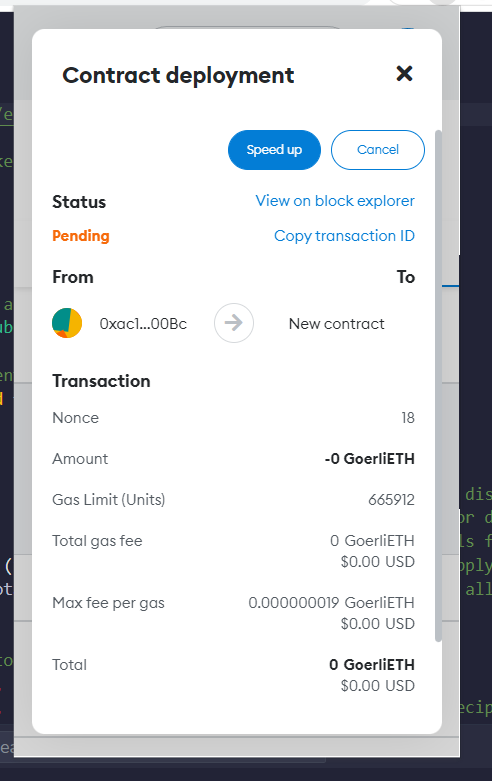 Contract deployment
Speed up Cancel
Status View on block explorer
Pending Copy transaction ID
From To
0xac1...00Bc New contract
Transaction
Nonce 18
Amount -0 GoerliETH
Gas Limit (Units) 665912
Total gas fee 0 GoerliETH
$0.00 USD
Max fee per gas 0.000000019 GoerliETH
$0.00 USD
Total 0 GoerliETH
$0.00 USD